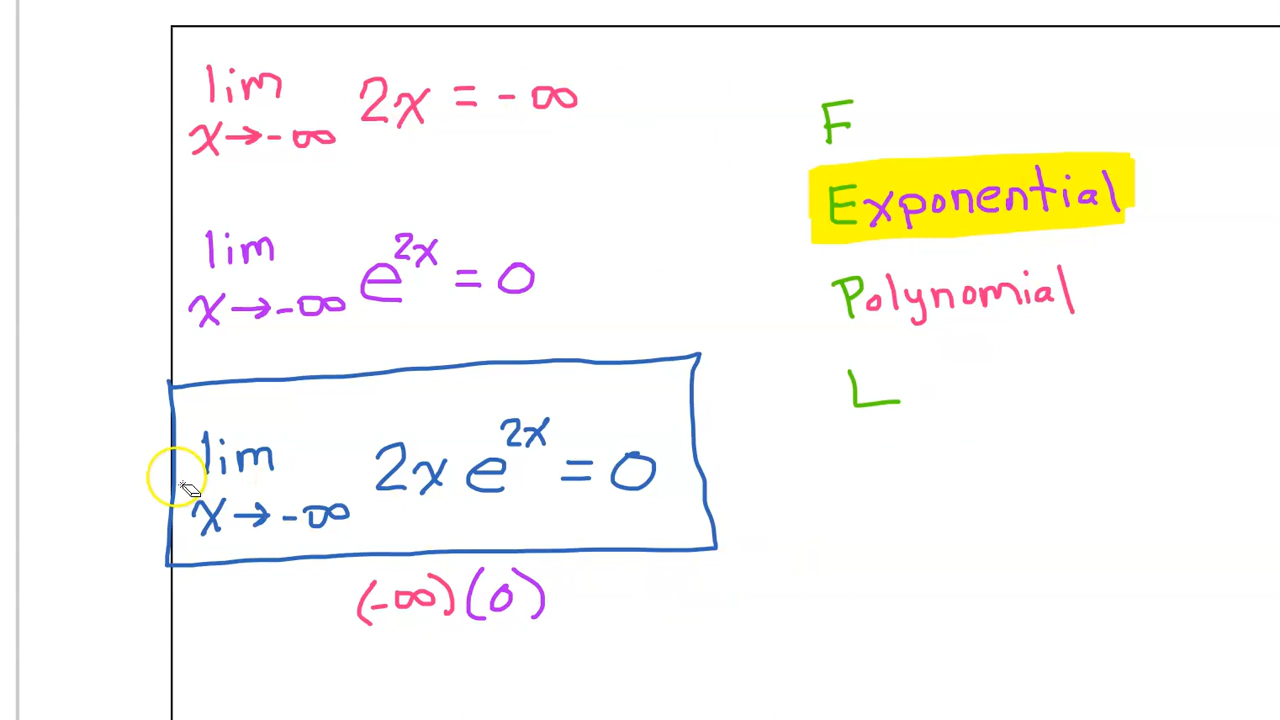 lim 2x = -∞
x→-∞
lim e^2x = 0
x→-∞
lim 2x e^2x = 0
x→-∞
(-∞)(0)
F
Exponential
Polynomial
L